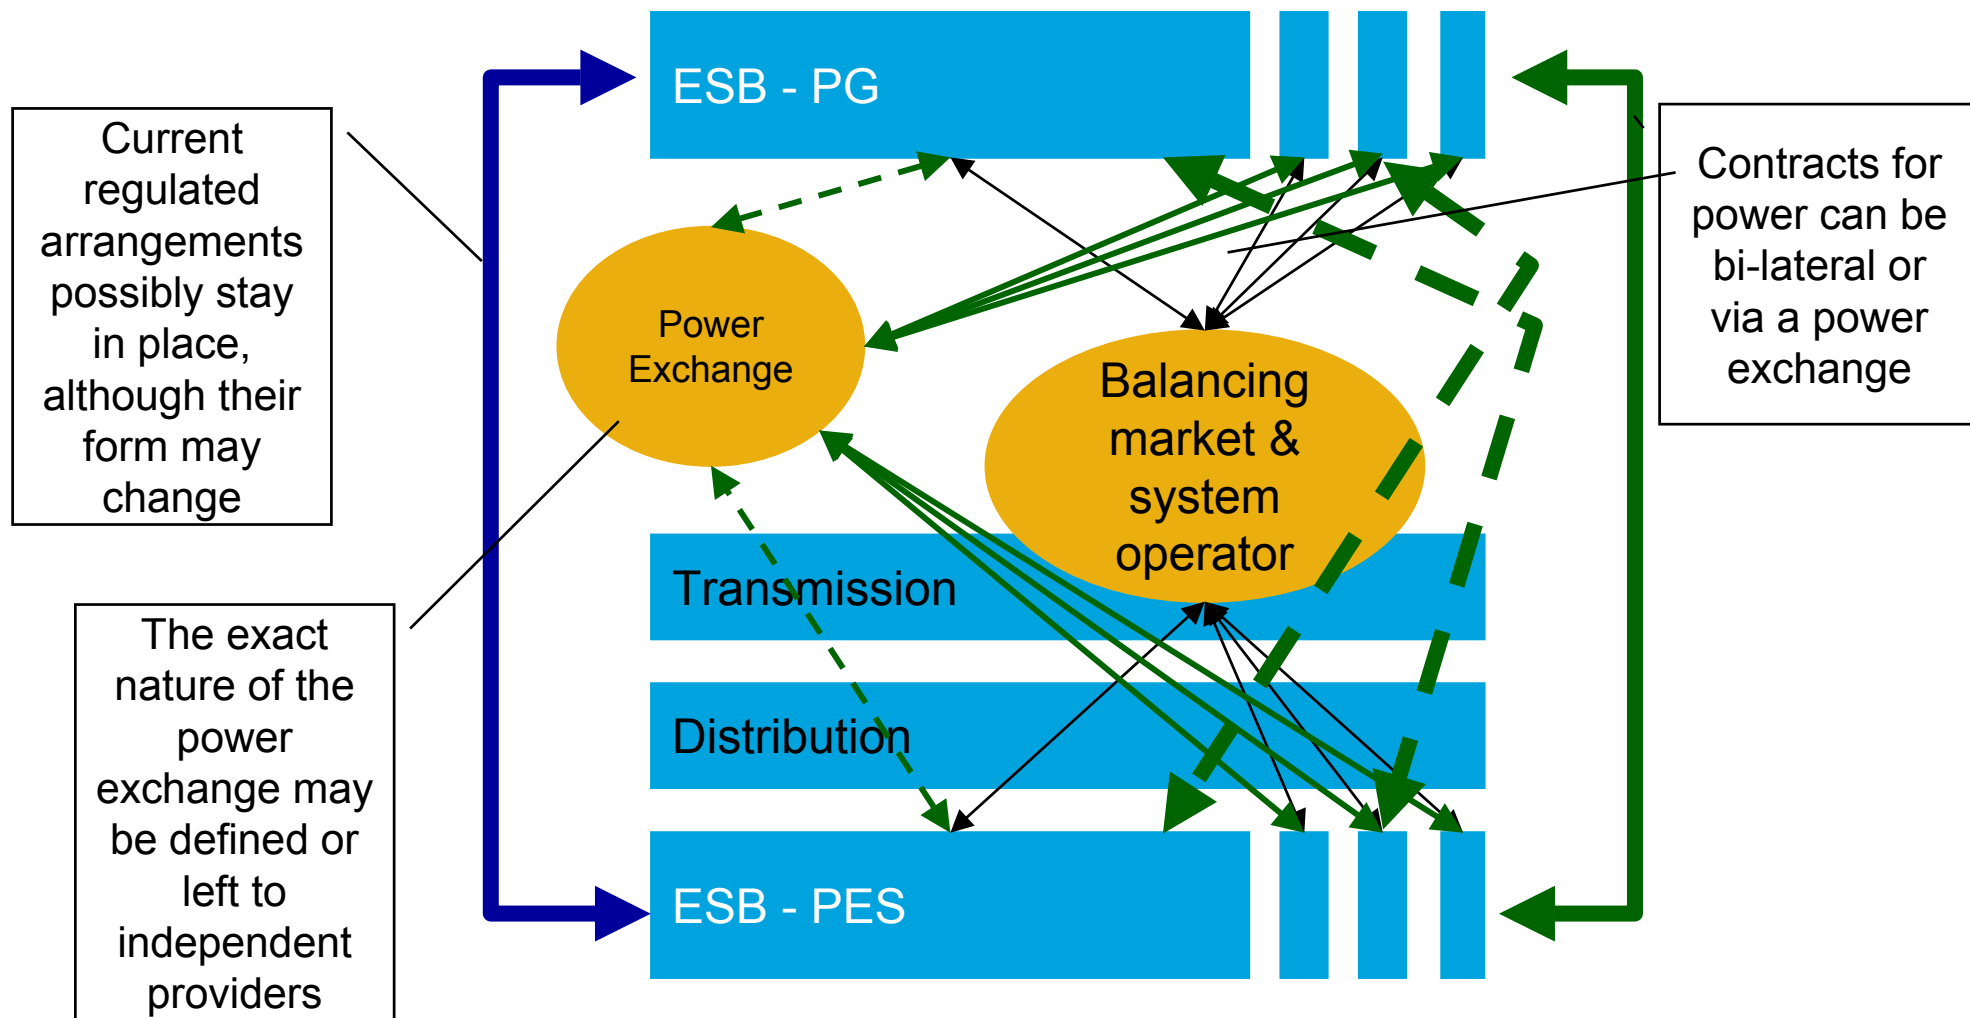 ESB - PG
Current
regulated
arrangements
possibly stay
in place,
although their
form may
change
Contracts for
power can be
bi-lateral or
via a power
exchange
Power
Exchange
Balancing
market &
system
operator
Transmission
The exact
nature of the
power
exchange may
be defined or
left to
independent
providers
Distribution
ESB - PES